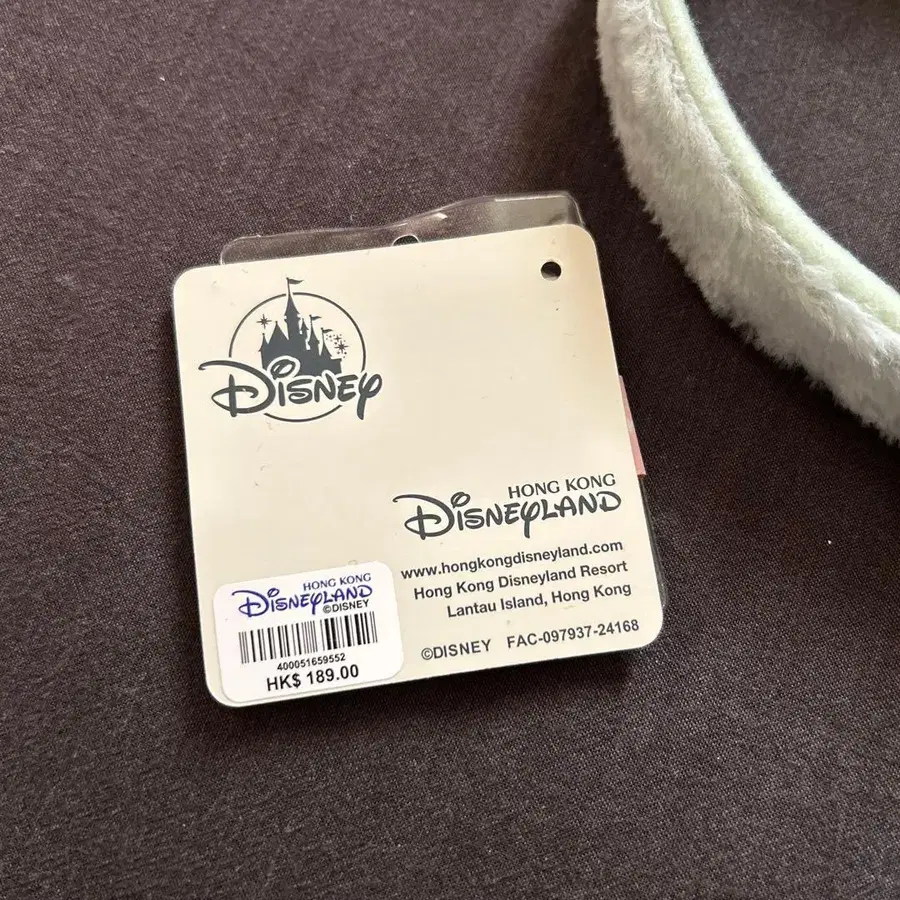 Disney
HONG KONG
Disneyland
www.hongkongdisneyland.com
Hong Kong Disneyland Resort
Lantau Island, Hong Kong
©DISNEY FAC-097937-24168
HONG KONG
Disneyland
©DISNEY
400051659552
HK$ 189.00